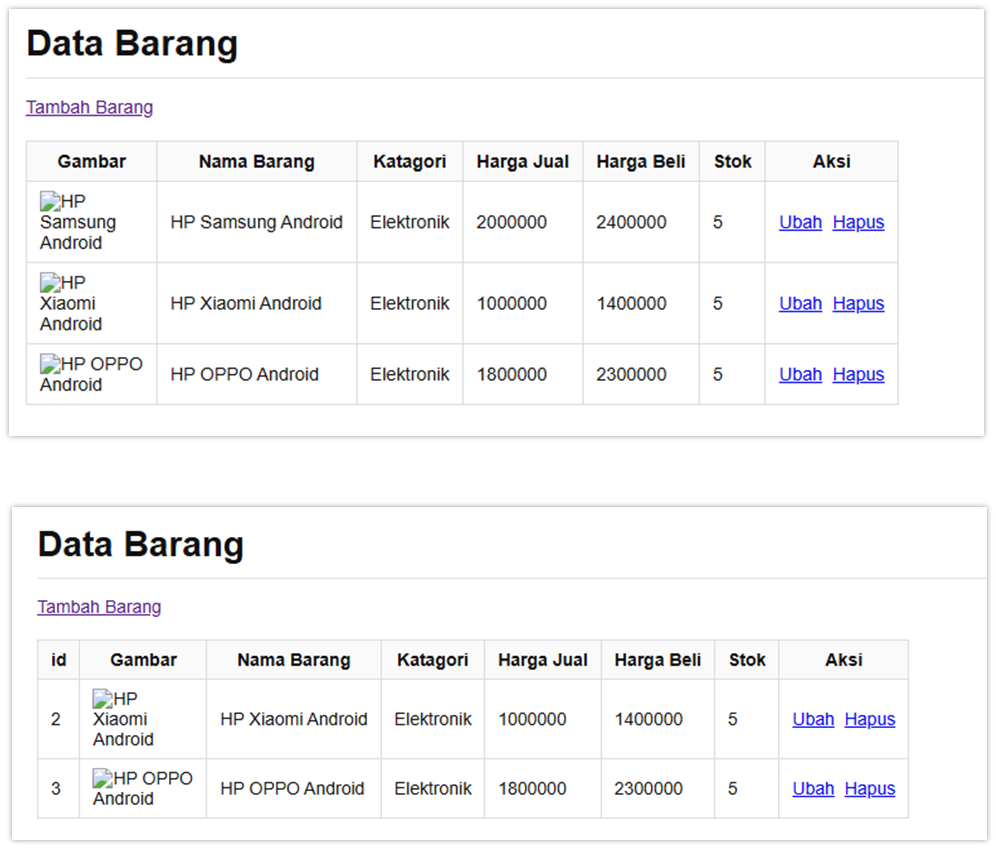 Data Barang
Tambah Barang
Gambar Nama Barang Katagori Harga Jual Harga Beli Stok Aksi
HP Samsung Android HP Samsung Android Elektronik 2000000 2400000 5 Ubah Hapus
HP Xiaomi Android HP Xiaomi Android Elektronik 1000000 1400000 5 Ubah Hapus
HP OPPO Android HP OPPO Android Elektronik 1800000 2300000 5 Ubah Hapus
Data Barang
Tambah Barang
id Gambar Nama Barang Katagori Harga Jual Harga Beli Stok Aksi
2 HP Xiaomi Android HP Xiaomi Android Elektronik 1000000 1400000 5 Ubah Hapus
3 HP OPPO Android HP OPPO Android Elektronik 1800000 2300000 5 Ubah Hapus